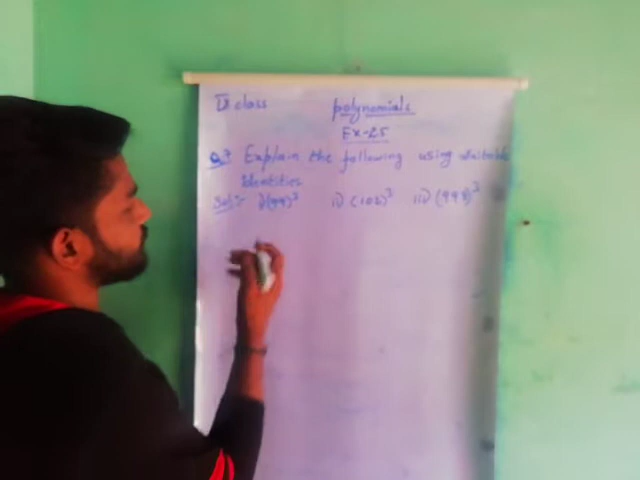 IX class polynomials
Ex-2.5
Q.7 Explain the following using suitable
identities
Sol:- i) (99)³ ii) (102)³ iii) (998)³